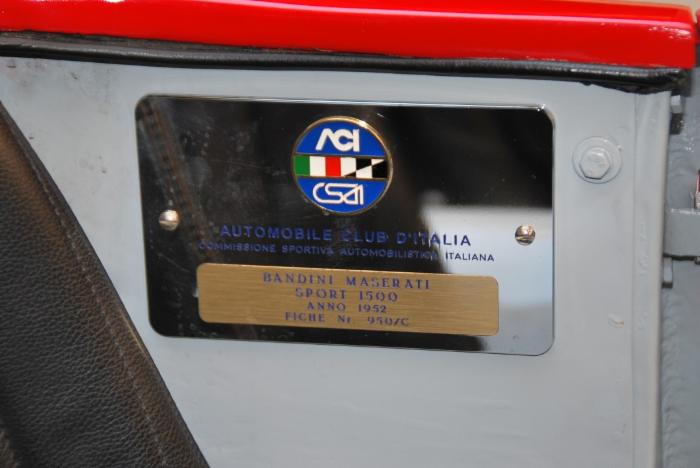 ACI
CSAI
AUTOMOBILE CLUB D'ITALIA
COMMISSIONE SPORTIVA AUTOMOBILISTICA ITALIANA
BANDINI MASERATI
SPORT 1500
ANNO 1952
FICHE Nr. 950/C